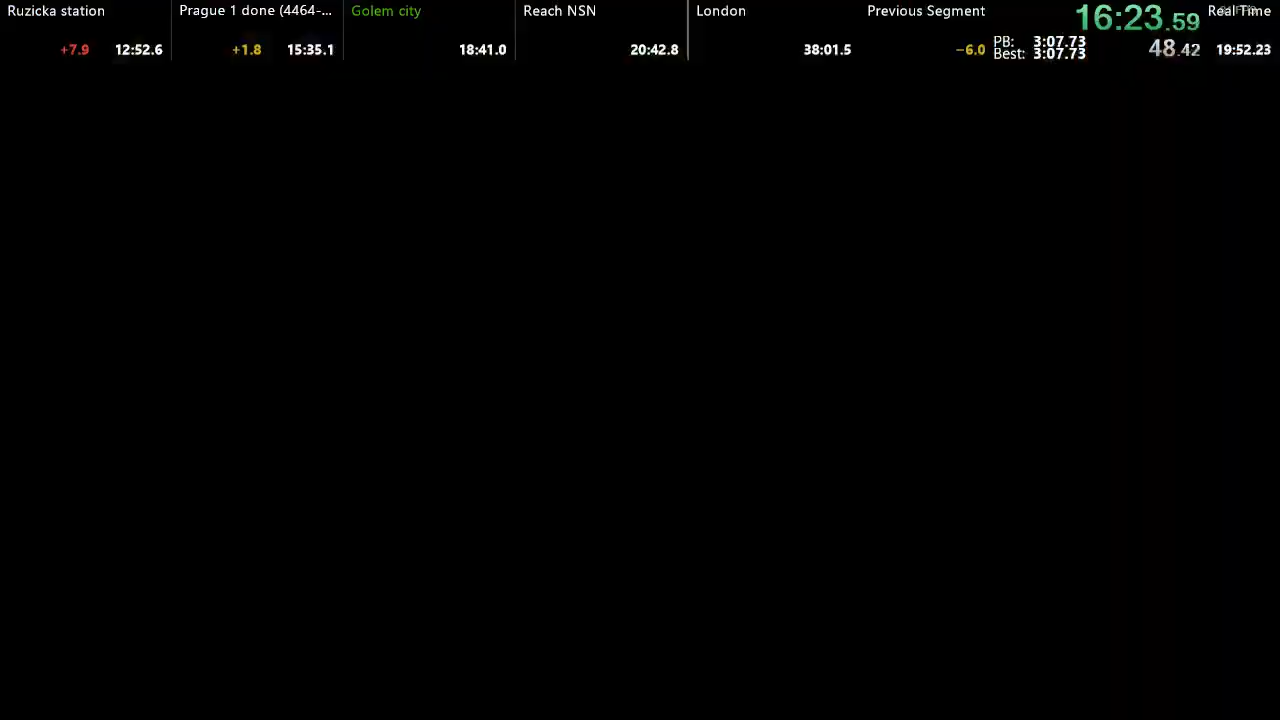 Ruzicka station
+7.9 12:52.6
Prague 1 done (4464-...
+1.8 15:35.1
Golem city
18:41.0
Reach NSN
20:42.8
London
38:01.5
Previous Segment
-6.0
PB: 3:07.73
Best: 3:07.73
16:23.59
48.42
Real Time
19:52.23